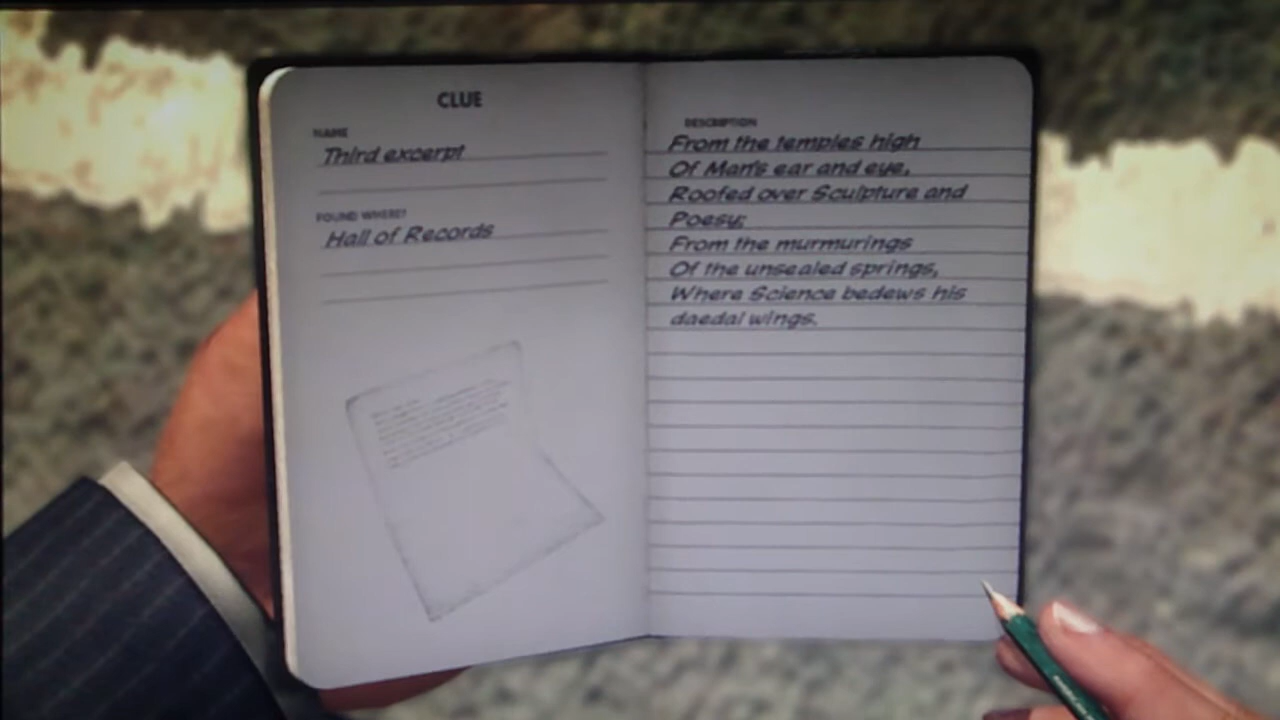 CLUE
NAME
Third excerpt
FOUND WHERE?
Hall of Records
DESCRIPTION
From the temples high
Of Man's ear and eye,
Roofed over Sculpture and
Poesy;
From the murmurings
Of the unsealed springs,
Where Science bedews his
daedal wings.